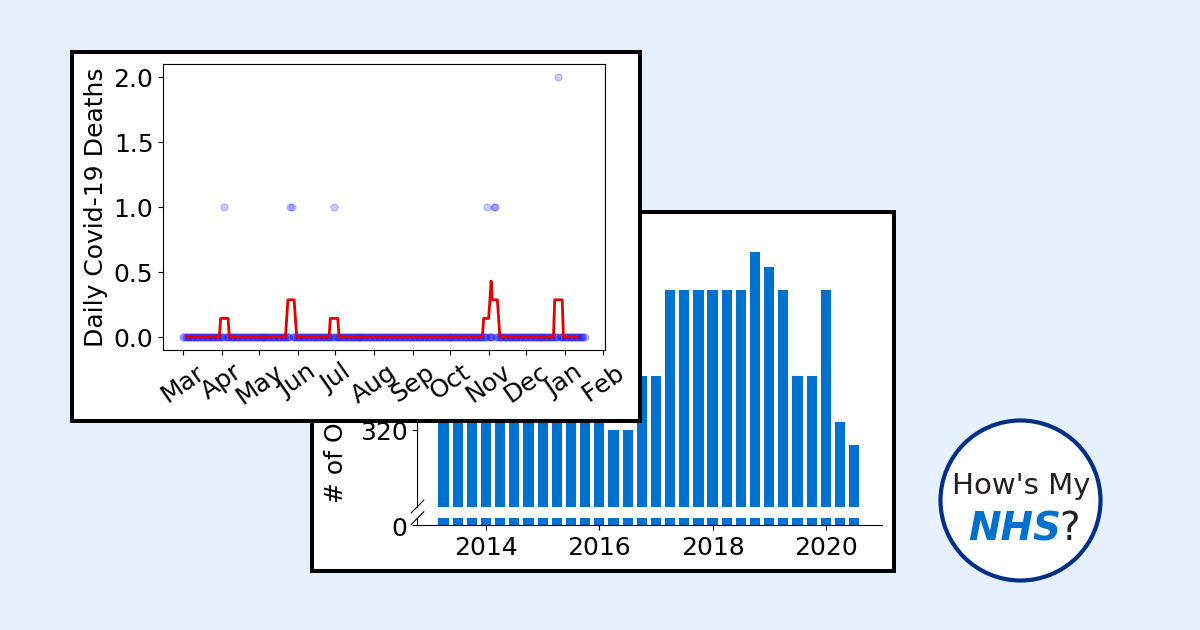 Daily Covid-19 Deaths
2.0
1.5
1.0
0.5
0.0
Mar Apr May Jun Jul Aug Sep Oct Nov Dec Jan Feb
# of O
320
0
2014 2016 2018 2020
How's My
NHS?